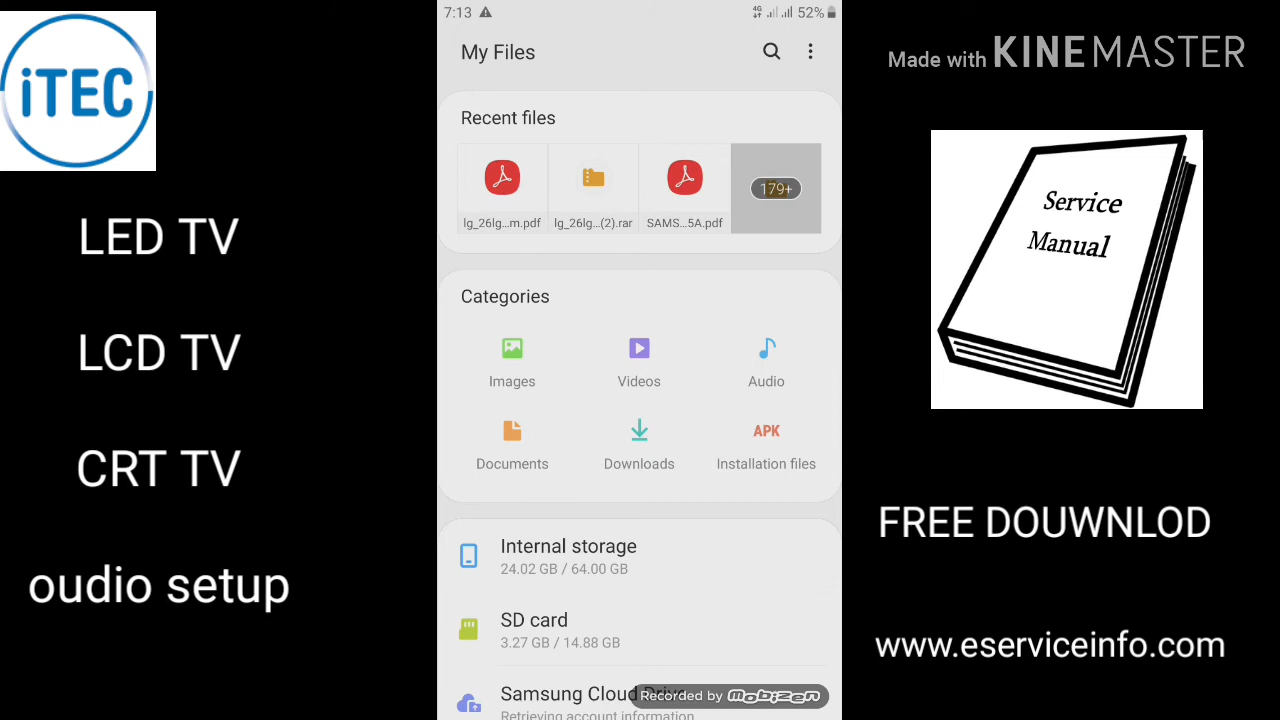 iTEC
LED TV
LCD TV
CRT TV
oudio setup
7:13
4G
52%
My Files
Recent files
lg_26lg...m.pdf
lg_26lg...(2).rar
SAMS...5A.pdf
179+
Categories
Images
Videos
Audio
Documents
Downloads
APK
Installation files
Internal storage
24.02 GB / 64.00 GB
SD card
3.27 GB / 14.88 GB
Samsung Cloud Drive
Retrieving account information
Recorded by mobizen
Made with KINEMASTER
Service
Manual
FREE DOUWNLOD
www.eserviceinfo.com